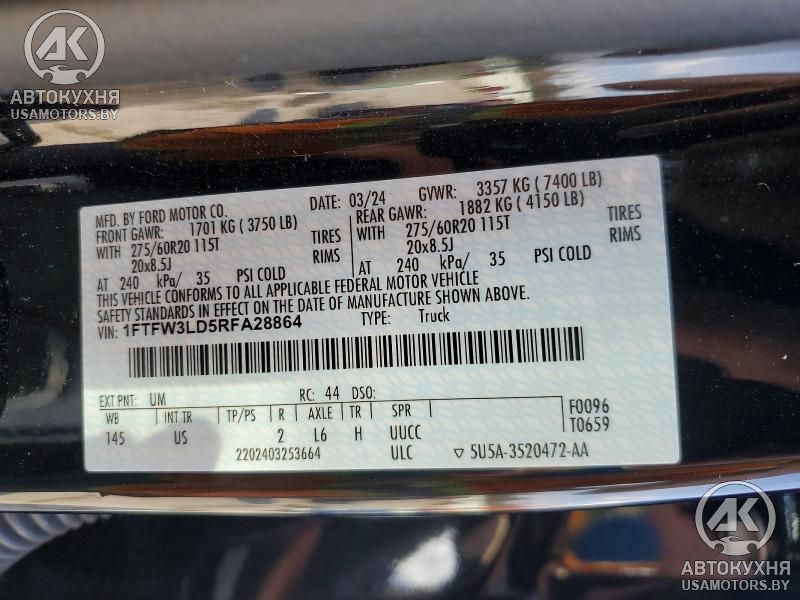 AK
АВТОКУХНЯ
USAMOTORS.BY
MFD. BY FORD MOTOR CO. DATE: 03/24 GVWR: 3357 KG ( 7400 LB)
FRONT GAWR: 1701 KG ( 3750 LB) REAR GAWR: 1882 KG ( 4150 LB)
WITH 275/60R20 115T TIRES WITH 275/60R20 115T TIRES
20x8.5J RIMS 20x8.5J RIMS
AT 240 kPa/ 35 PSI COLD AT 240 kPa/ 35 PSI COLD
THIS VEHICLE CONFORMS TO ALL APPLICABLE FEDERAL MOTOR VEHICLE
SAFETY STANDARDS IN EFFECT ON THE DATE OF MANUFACTURE SHOWN ABOVE.
VIN: 1FTFW3LD5RFA28864 TYPE: Truck
EXT PNT: UM RC: 44 DSO:
WB INT TR TP/PS R AXLE TR SPR F0096
145 US 2 L6 H UUCC T0659
2202403253664 ULC ▽ 5U5A-3520472-AA
AK
АВТОКУХНЯ
USAMOTORS.BY